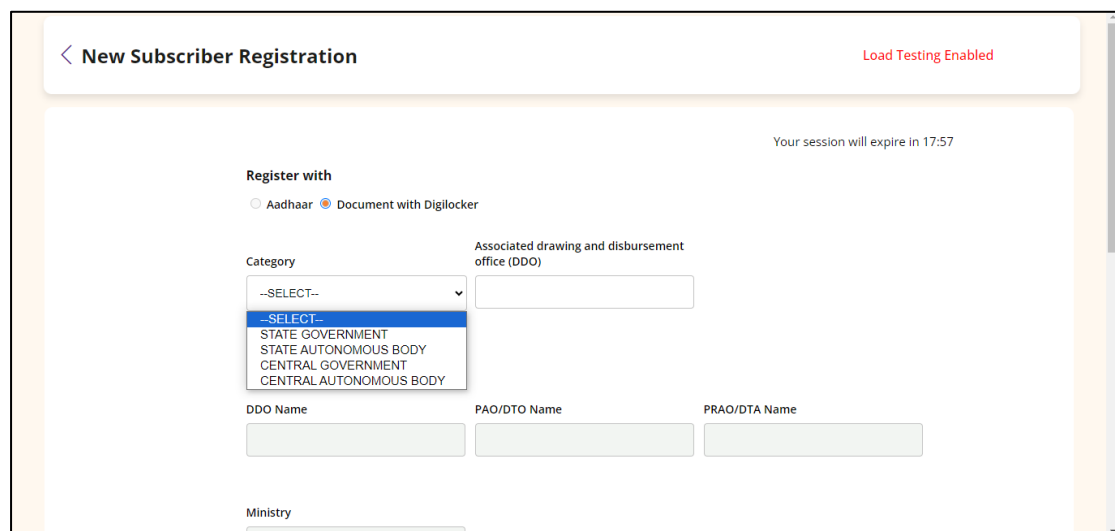 New Subscriber Registration
Load Testing Enabled
Your session will expire in 17:57
Register with
Aadhaar Document with Digilocker
Category
Associated drawing and disbursement
office (DDO)
--SELECT--
--SELECT--
STATE GOVERNMENT
STATE AUTONOMOUS BODY
CENTRAL GOVERNMENT
CENTRAL AUTONOMOUS BODY
DDO Name
PAO/DTO Name
PRAO/DTA Name
Ministry